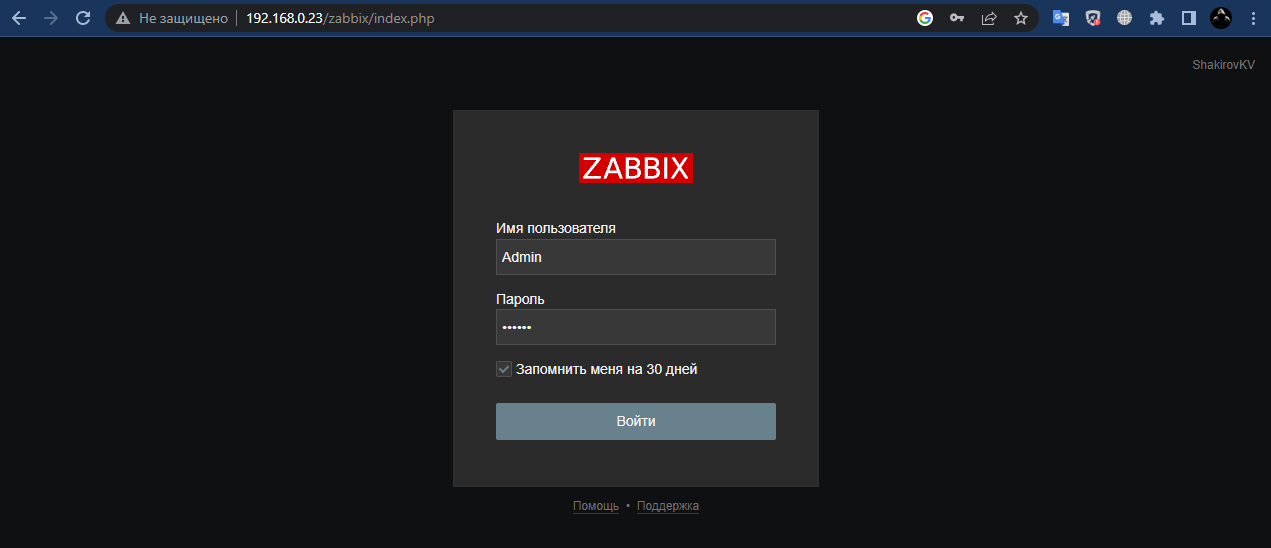 Не защищено 192.168.0.23/zabbix/index.php
ShakirovKV
ZABBIX
Имя пользователя
Admin
Пароль
••••••
Запомнить меня на 30 дней
Войти
Помощь • Поддержка